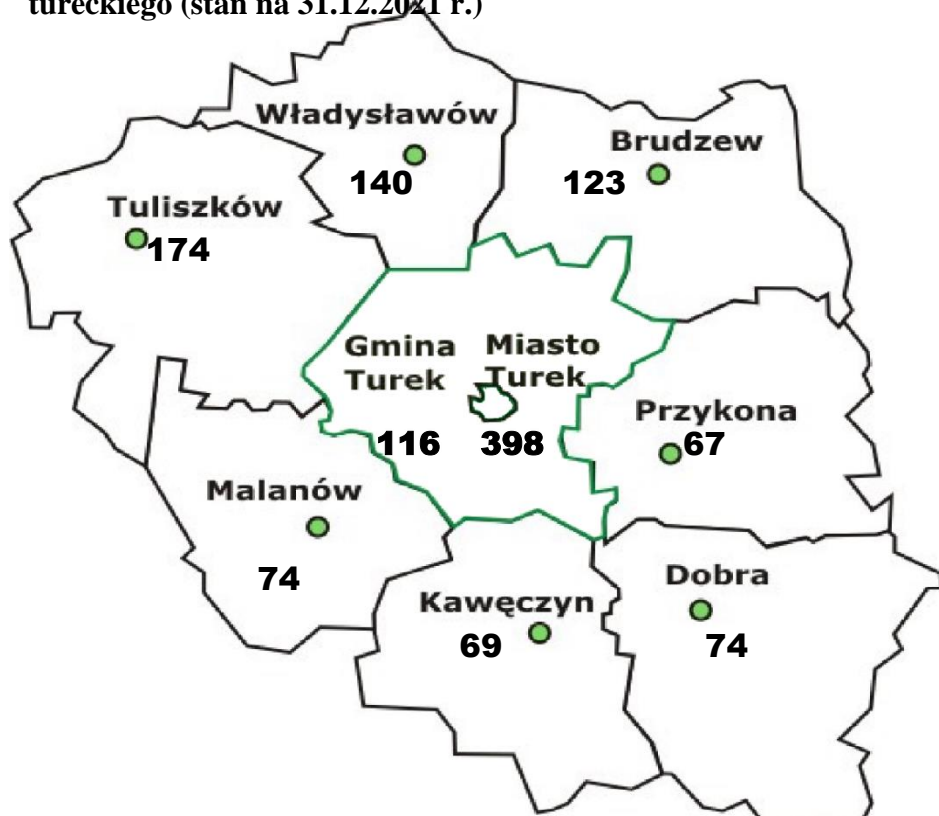 tureckiego (stan na 31.12.2021 r.)
Władysławów
140
Brudzew
123
Tuliszków
174
Gmina
Turek
116
Miasto
Turek
398
Przykona
67
Malanów
74
Kawęczyn
69
Dobra
74